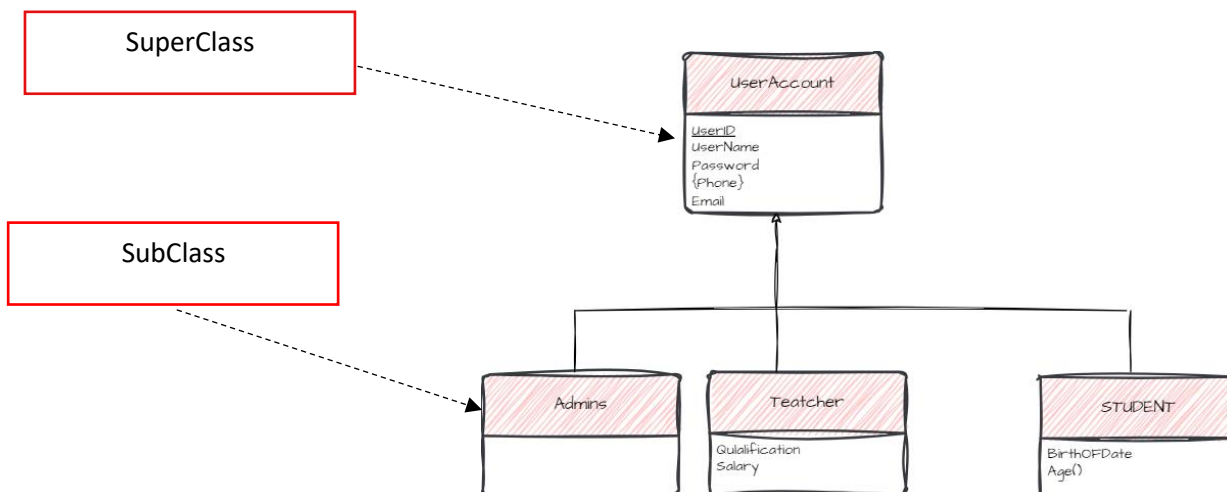 SuperClass
UserAccount
UserID
UserName
Password
{Phone}
Email
SubClass
Admins
Teatcher
Qulalification
Salary
STUDENT
BirthOFDate
Age()